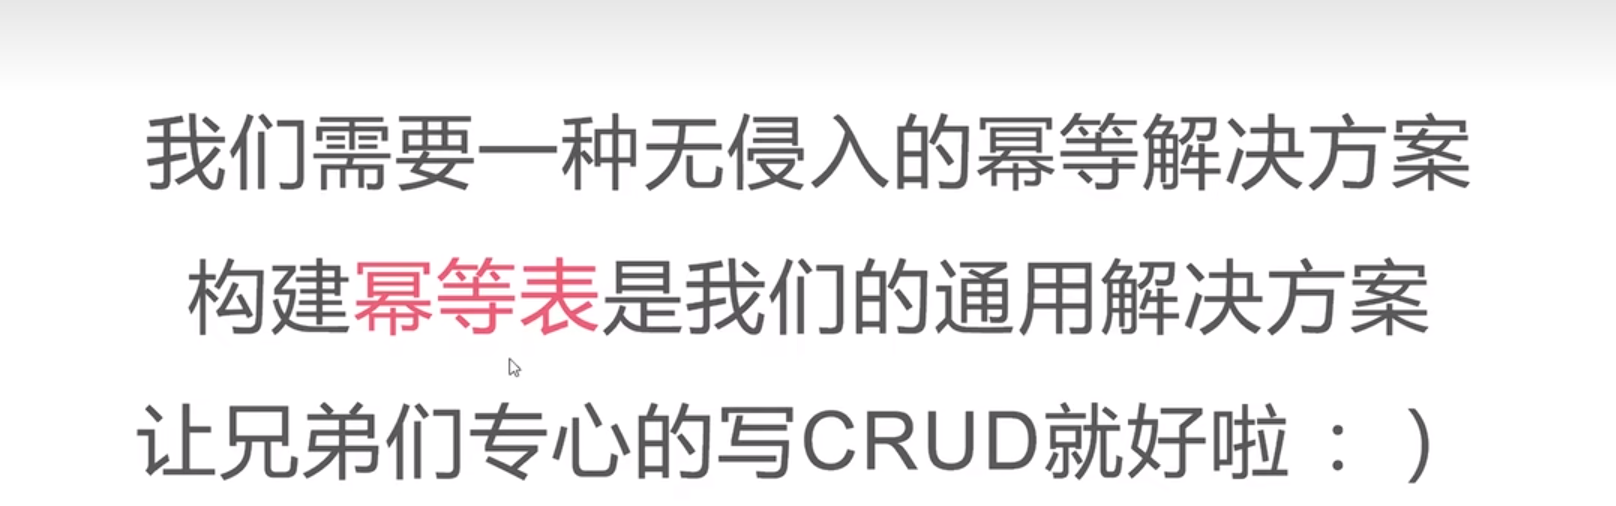 我们需要一种无侵入的幂等解决方案
构建幂等表是我们的通用解决方案
让兄弟们专心的写CRUD就好啦：）